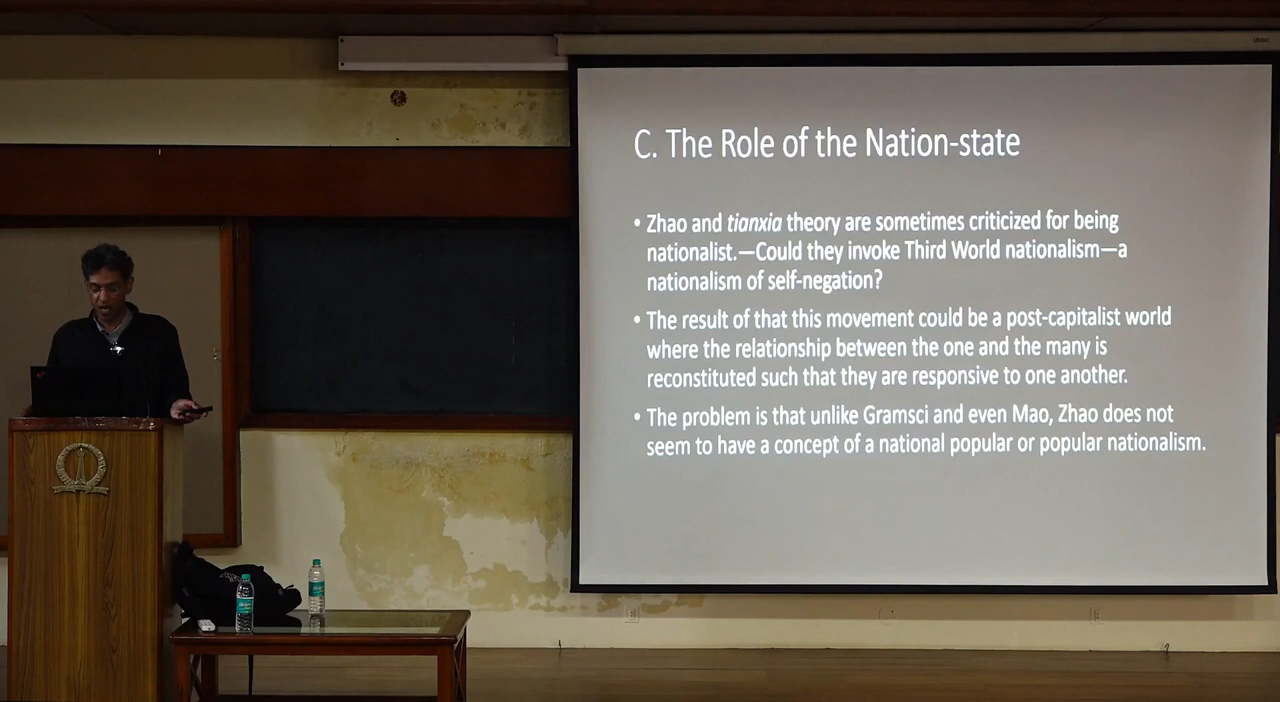 C. The Role of the Nation-state
• Zhao and tianxia theory are sometimes criticized for being
nationalist.—Could they invoke Third World nationalism—a
nationalism of self-negation?
• The result of that this movement could be a post-capitalist world
where the relationship between the one and the many is
reconstituted such that they are responsive to one another.
• The problem is that unlike Gramsci and even Mao, Zhao does not
seem to have a concept of a national popular or popular nationalism.